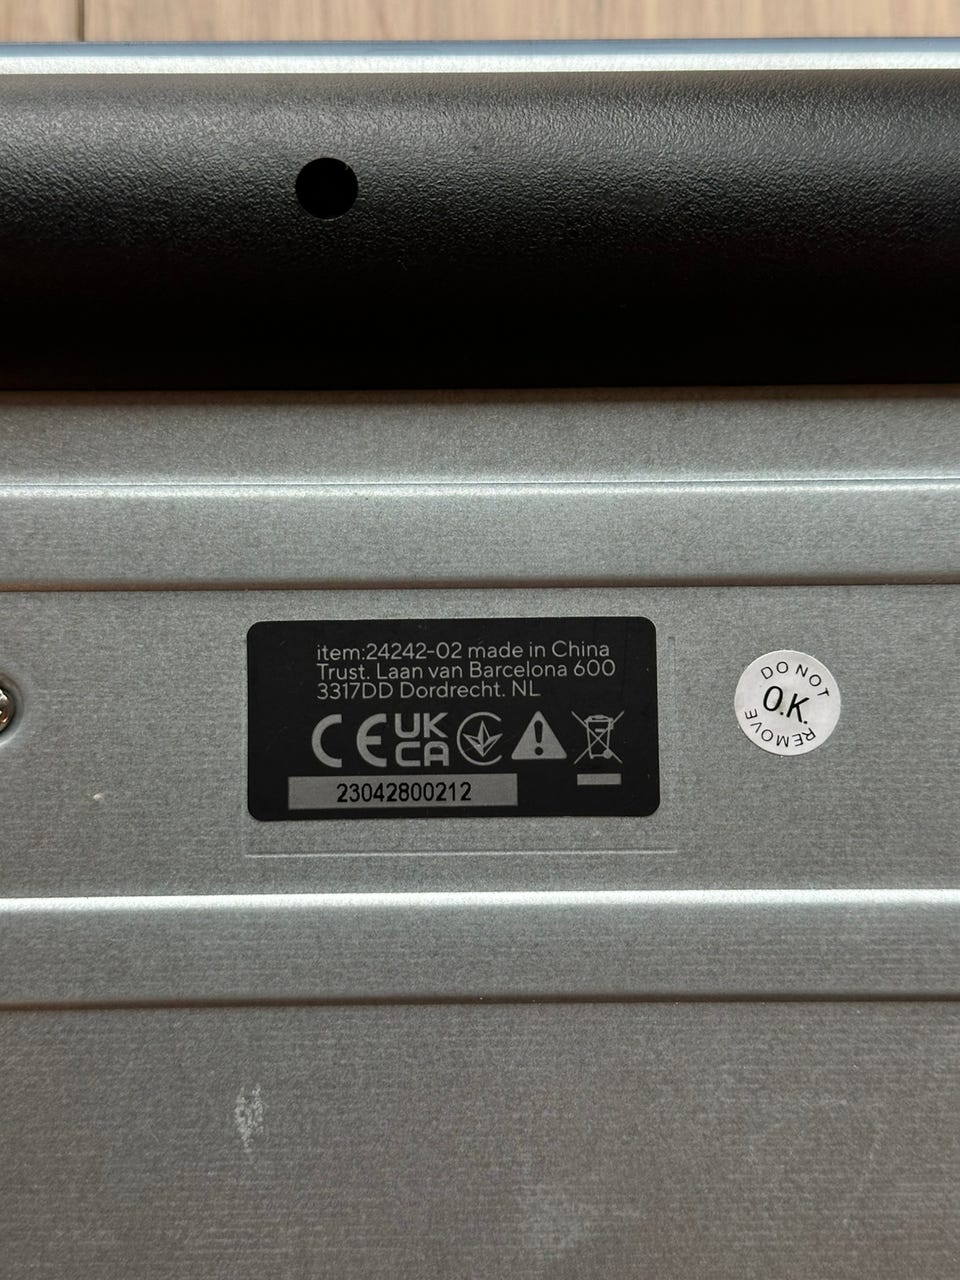 item:24242-02 made in China
Trust. Laan van Barcelona 600
3317DD Dordrecht. NL
CE UK
CA
23042800212
DO NOT
O.K.
REMOVE